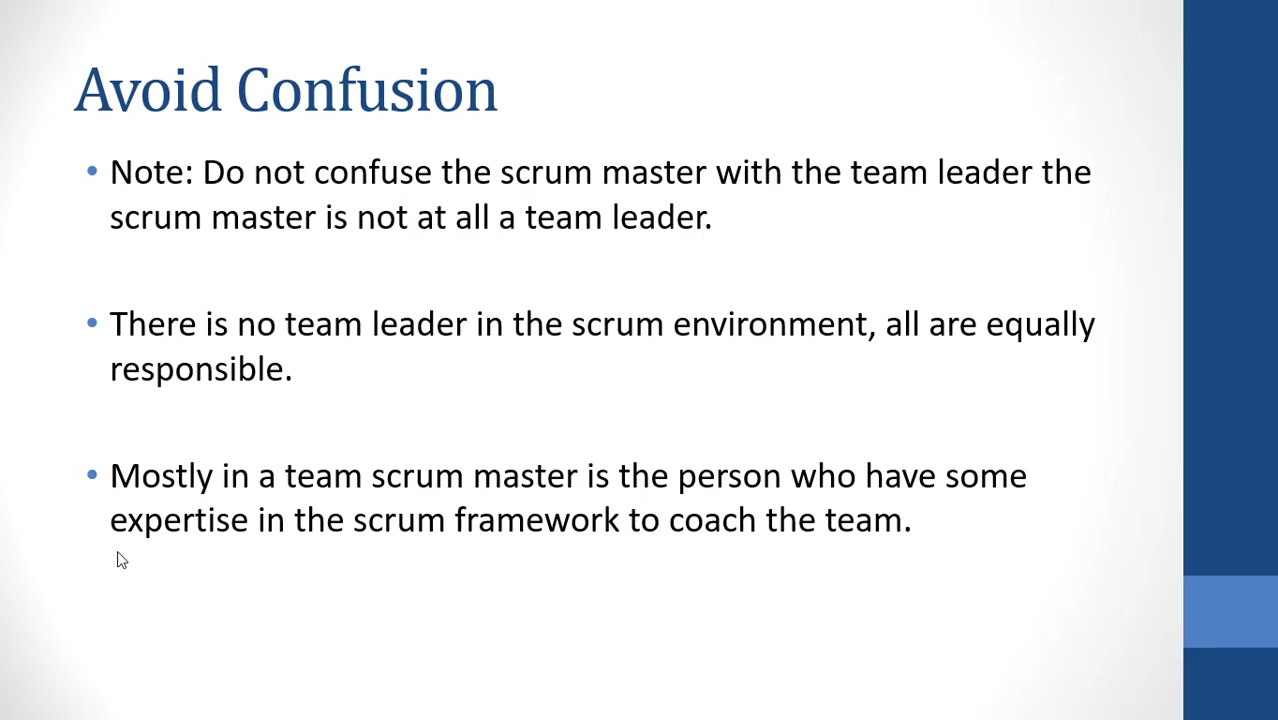 Avoid Confusion
• Note: Do not confuse the scrum master with the team leader the
scrum master is not at all a team leader.
• There is no team leader in the scrum environment, all are equally
responsible.
• Mostly in a team scrum master is the person who have some
expertise in the scrum framework to coach the team.